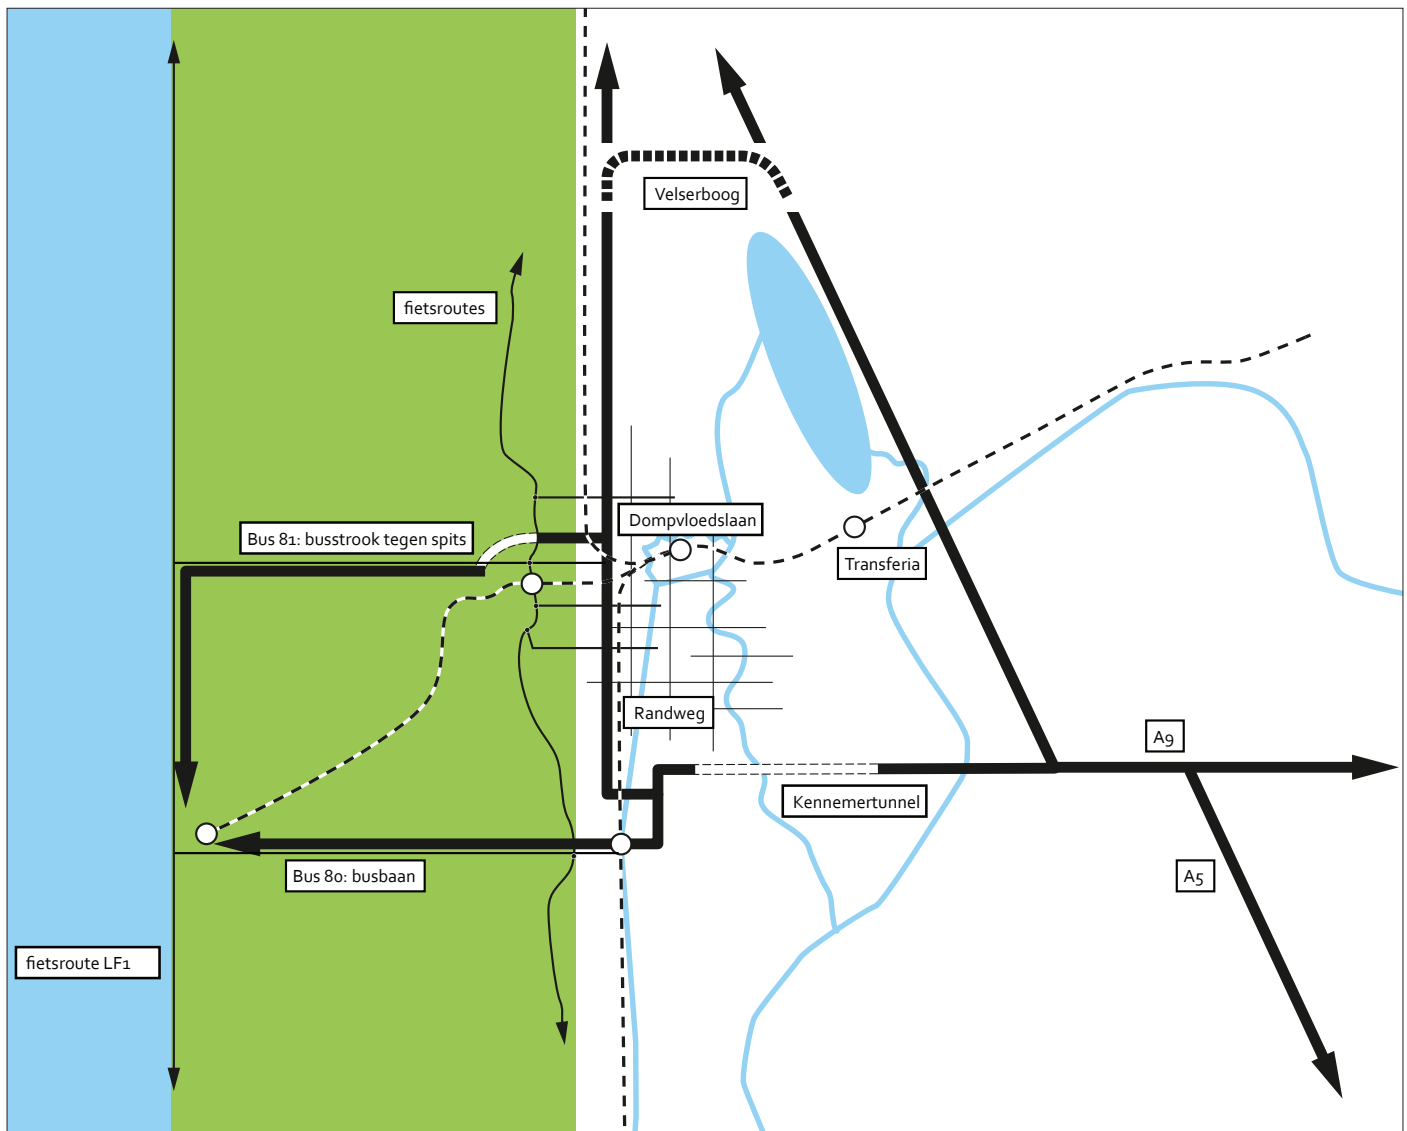 Velserboog
fietsroutes
Dompvloedslaan
Bus 81: busstrook tegen spits
Transferia
Randweg
A9
Kennemertunnel
Bus 80: busbaan
A5
fietsroute LF1